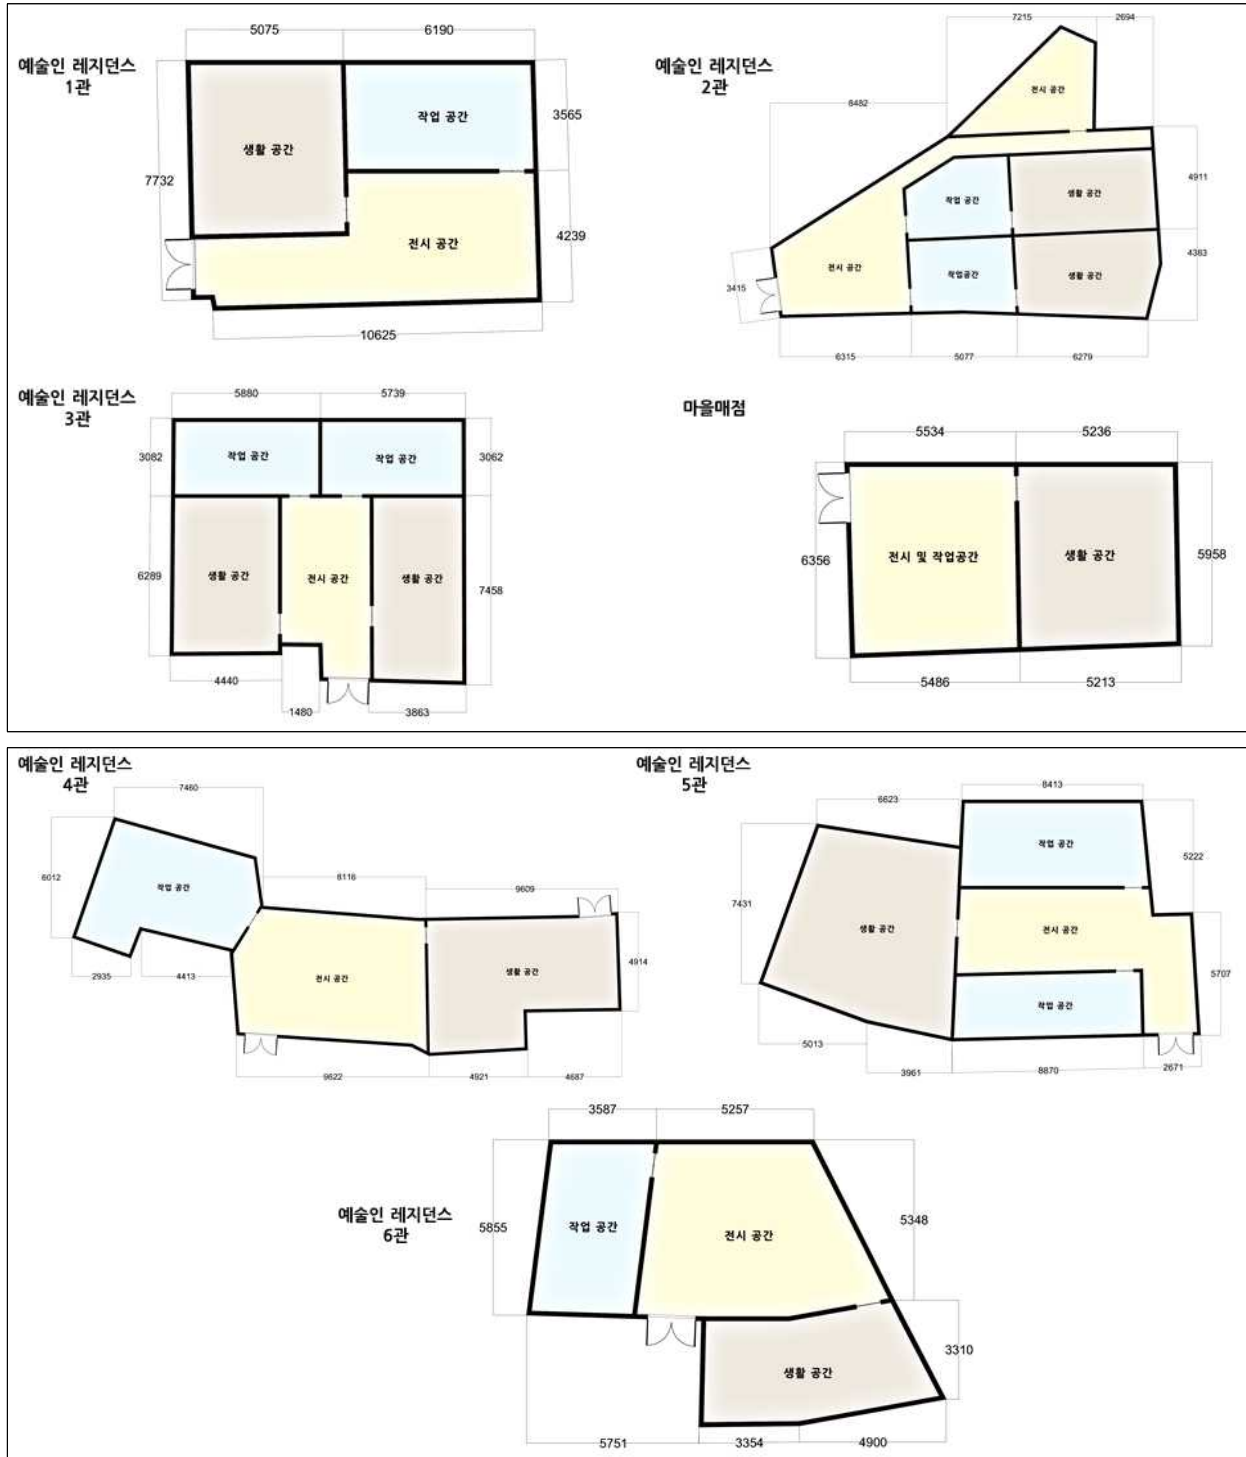 예술인 레지던스
1관
5075
6190
작업 공간
3565
생활 공간
7732
전시 공간
4239
10625
예술인 레지던스
2관
7215
2694
전시 공간
8482
작업 공간
생활 공간
4911
전시 공간
작업공간
생활 공간
4383
3415
6315
5077
6279
예술인 레지던스
3관
5880
5739
3082
작업 공간
작업 공간
3062
6289
생활 공간
전시 공간
생활 공간
7458
4440
1480
3863
마을매점
5534
5236
6356
전시 및 작업공간
생활 공간
5958
5486
5213
예술인 레지던스
4관
7460
6012
작업 공간
8116
9609
2935
4413
전시 공간
생활 공간
4914
9622
4921
4687
예술인 레지던스
5관
6623
8413
작업 공간
5222
7431
생활 공간
전시 공간
작업 공간
5707
5013
3961
8870
2671
예술인 레지던스
6관
3587
5257
5855
작업 공간
전시 공간
5348
생활 공간
3310
5751
3354
4900